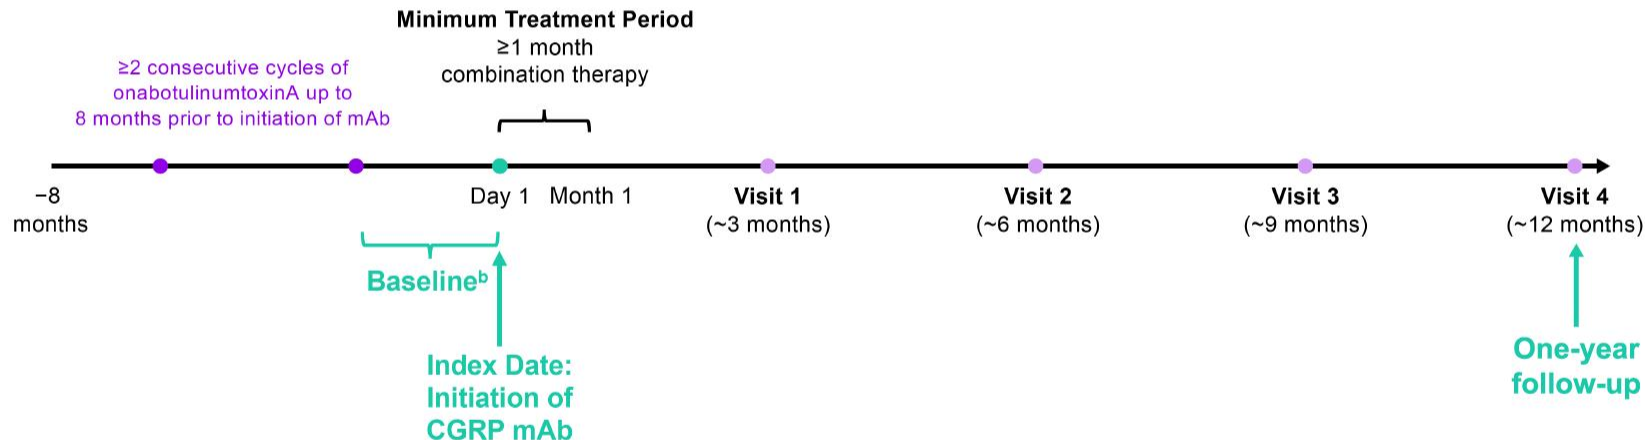 Minimum Treatment Period
≥1 month
combination therapy
≥2 consecutive cycles of
onabotulinumtoxinA up to
8 months prior to initiation of mAb
−8
months
Day 1
Month 1
Visit 1
(~3 months)
Visit 2
(~6 months)
Visit 3
(~9 months)
Visit 4
(~12 months)
Baselineᵇ
Index Date:
Initiation of
CGRP mAb
One-year
follow-up